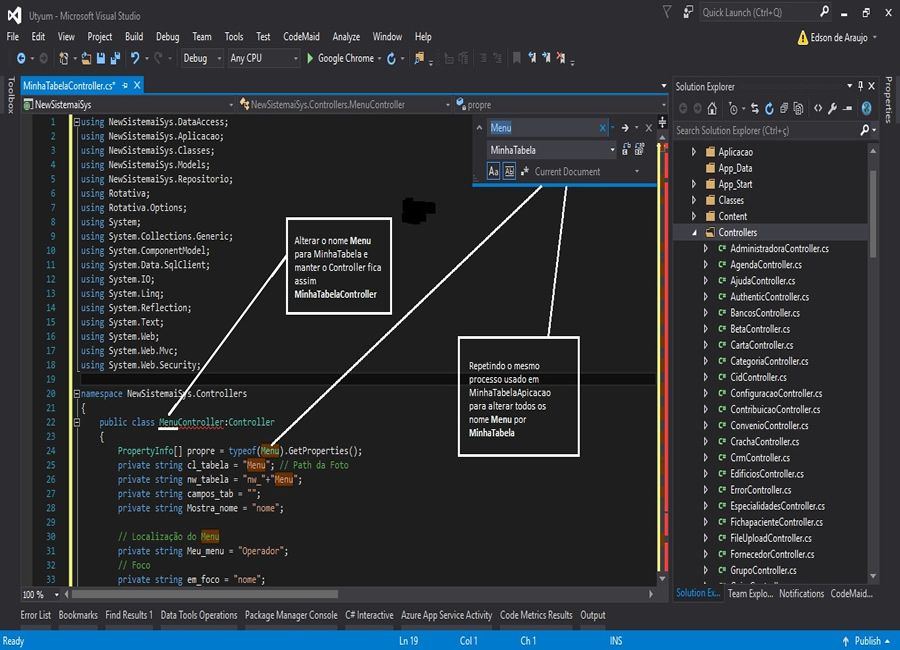 Utyum - Microsoft Visual Studio
Quick Launch (Ctrl+Q)
File Edit View Project Build Debug Team Tools Test CodeMaid Analyze Window Help
Edson de Araujo
Debug Any CPU Google Chrome
Toolbox
MinhaTabelaController.cs*
NewSistemaiSys NewSistemaiSys.Controllers.MenuController propre
1 using NewSistemaiSys.DataAccess;
2 using NewSistemaiSys.Aplicacao;
3 using NewSistemaiSys.Classes;
4 using NewSistemaiSys.Models;
5 using NewSistemaiSys.Repositorio;
6 using Rotativa;
7 using Rotativa.Options;
8 using System;
9 using System.Collections.Generic;
10 using System.ComponentModel;
11 using System.Data.SqlClient;
12 using System.IO;
13 using System.Linq;
14 using System.Reflection;
15 using System.Text;
16 using System.Web;
17 using System.Web.Mvc;
18 using System.Web.Security;
19
20 namespace NewSistemaiSys.Controllers
21 {
22 public class MenuController:Controller
23 {
24 PropertyInfo[] propre = typeof(Menu).GetProperties();
25 private string cl_tabela = "Menu"; // Path da Foto
26 private string nw_tabela = "nw_"+"Menu";
27 private string campos_tab = "";
28 private string Mostra_nome = "nome";
29
30 // Localização do Menu
31 private string Meu_menu = "Operador";
32 // Foco
33 private string em_foco = "nome";
Menu
MinhaTabela
Aa Ab Current Document
Alterar o nome Menu
para MinhaTabela e
manter o Controller fica
assim
MinhaTabelaController
Repetindo o mesmo
processo usado em
MinhaTabelaApicacao
para alterar todos os
nome Menu por
MinhaTabela
Solution Explorer
Search Solution Explorer (Ctrl+ç)
Aplicacao
App_Data
App_Start
Classes
Content
Controllers
C# AdministradoraController.cs
C# AgendaController.cs
C# AjudaController.cs
C# AuthenticController.cs
C# BancosController.cs
C# BetaController.cs
C# CartaController.cs
C# CategoriaController.cs
C# CidController.cs
C# ConfiguracaoController.cs
C# ContribuicaoController.cs
C# ConvenioController.cs
C# CrachaController.cs
C# CrmController.cs
C# EdificiosController.cs
C# ErrorController.cs
C# EspecialidadesController.cs
C# FichapacienteController.cs
C# FileUploadController.cs
C# FornecedorController.cs
C# GrupoController.cs
Properties
100 %
Solution Ex... Team Explo... Notifications CodeMaid...
Error List Bookmarks Find Results 1 Data Tools Operations Package Manager Console C# Interactive Azure App Service Activity Code Metrics Results Output
Ready Ln 19 Col 1 Ch 1 INS Publish